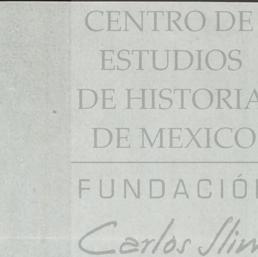 CENTRO DE
ESTUDIOS
DE HISTORIA
DE MEXICO
FUNDACIÓN
Carlos Slim